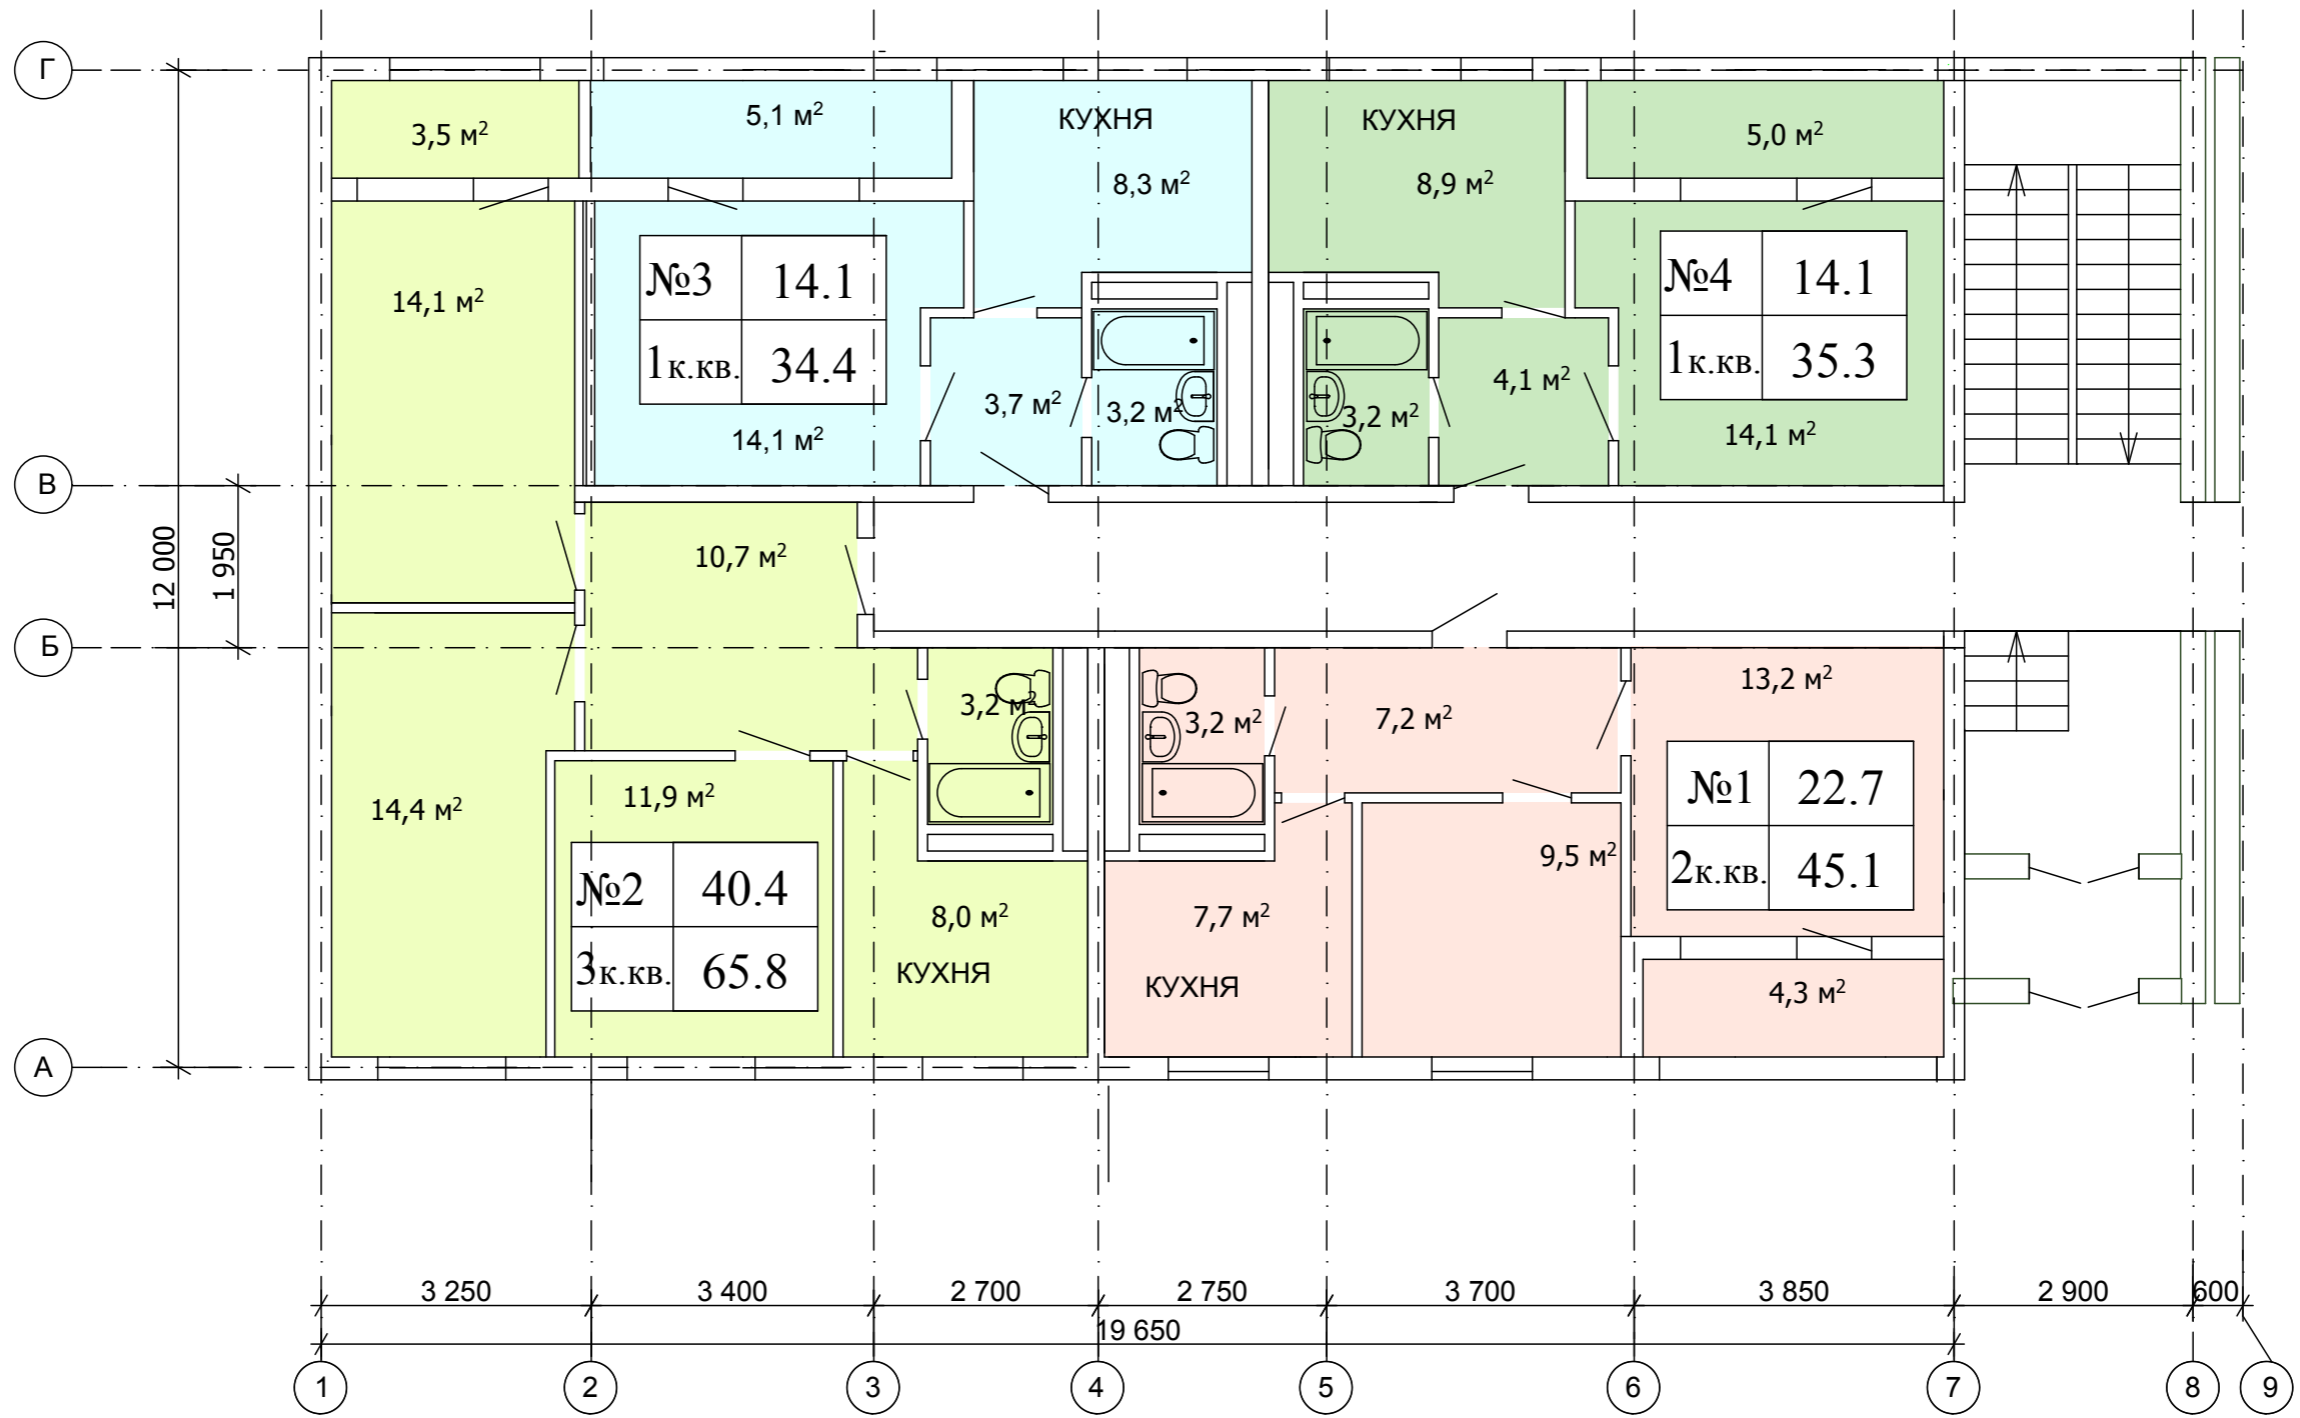 Г
3,5 м²
5,1 м²
КУХНЯ
8,3 м²
КУХНЯ
8,9 м²
5,0 м²
14,1 м²
№3 14.1
1к.кв. 34.4
14,1 м²
3,7 м²
3,2 м²
3,2 м²
4,1 м²
№4 14.1
1к.кв. 35.3
14,1 м²
В
12 000
1 950
10,7 м²
Б
3,2 м²
3,2 м²
7,2 м²
13,2 м²
14,4 м²
11,9 м²
№2 40.4
3к.кв. 65.8
8,0 м²
КУХНЯ
7,7 м²
КУХНЯ
9,5 м²
№1 22.7
2к.кв. 45.1
4,3 м²
А
3 250 3 400 2 700 2 750 3 700 3 850 2 900 600
19 650
1 2 3 4 5 6 7 8 9